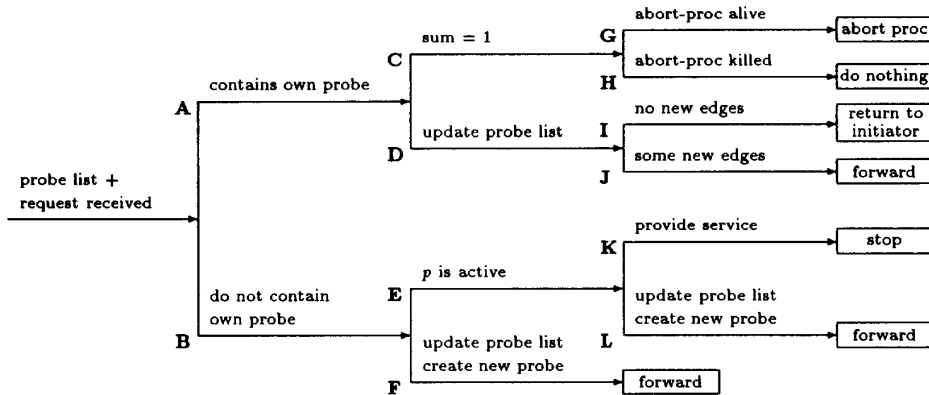 abort-proc alive
G
abort proc
sum = 1
C
abort-proc killed
H
do nothing
contains own probe
A
no new edges
I
return to
initiator
update probe list
D
some new edges
J
forward
probe list +
request received
provide service
K
stop
p is active
E
do not contain
own probe
B
update probe list
create new probe
L
forward
update probe list
create new probe
F
forward